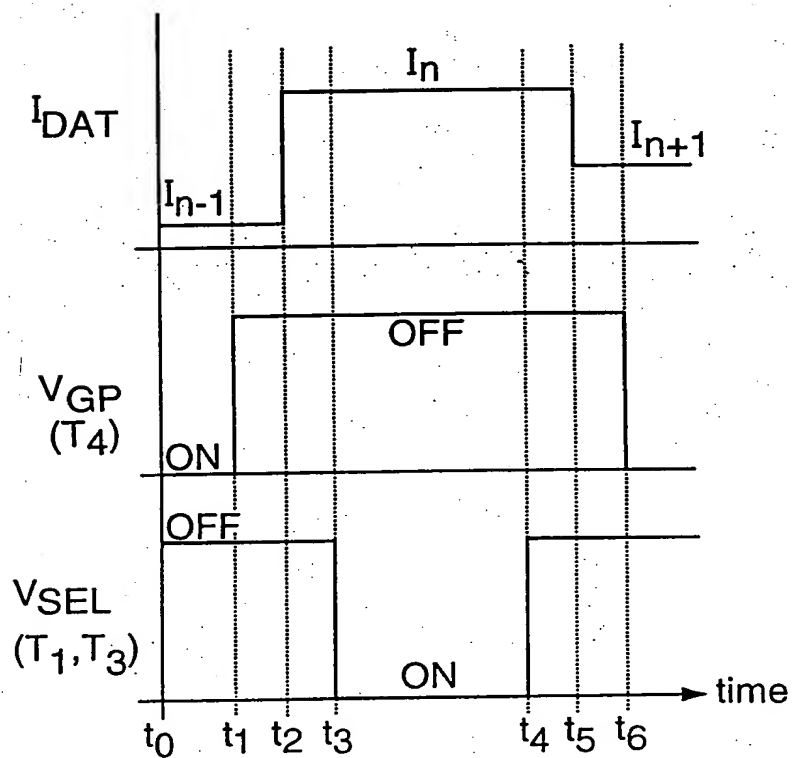 I_n
I_DAT
I_n+1
I_n-1
OFF
V_GP
(T_4)
ON
OFF
V_SEL
(T_1,T_3)
ON
time
t_0 t_1 t_2 t_3 t_4 t_5 t_6